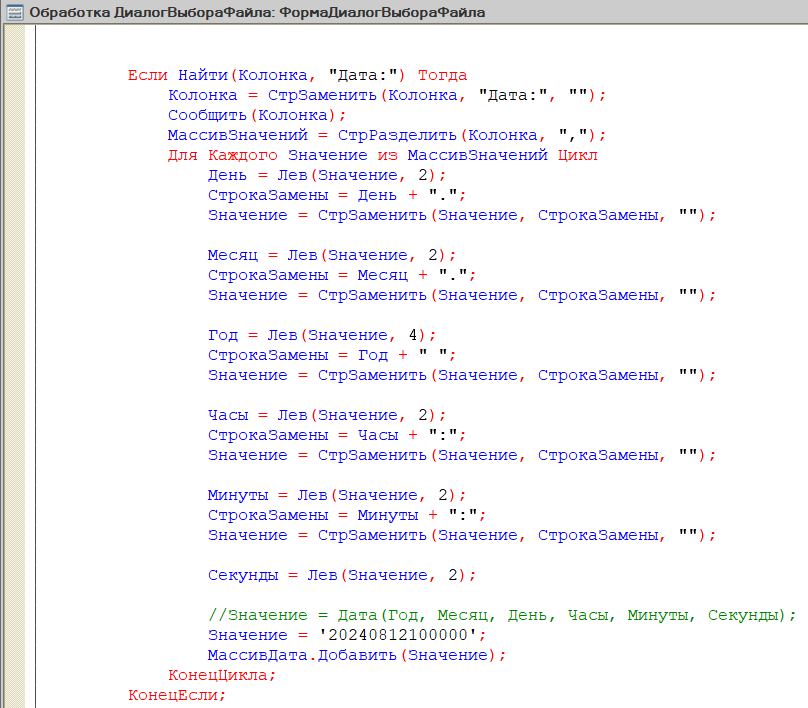 Обработка ДиалогВыбораФайла: ФормаДиалогВыбораФайла
Если Найти(Колонка, "Дата:") Тогда
Колонка = СтрЗаменить(Колонка, "Дата:", "");
Сообщить(Колонка);
МассивЗначений = СтрРазделить(Колонка, ",");
Для Каждого Значение из МассивЗначений Цикл
День = Лев(Значение, 2);
СтрокаЗамены = День + ".";
Значение = СтрЗаменить(Значение, СтрокаЗамены, "");
Месяц = Лев(Значение, 2);
СтрокаЗамены = Месяц + ".";
Значение = СтрЗаменить(Значение, СтрокаЗамены, "");
Год = Лев(Значение, 4);
СтрокаЗамены = Год + " ";
Значение = СтрЗаменить(Значение, СтрокаЗамены, "");
Часы = Лев(Значение, 2);
СтрокаЗамены = Часы + ":";
Значение = СтрЗаменить(Значение, СтрокаЗамены, "");
Минуты = Лев(Значение, 2);
СтрокаЗамены = Минуты + ":";
Значение = СтрЗаменить(Значение, СтрокаЗамены, "");
Секунды = Лев(Значение, 2);
//Значение = Дата(Год, Месяц, День, Часы, Минуты, Секунды);
Значение = '20240812100000';
МассивДата.Добавить(Значение);
КонецЦикла;
КонецЕсли;